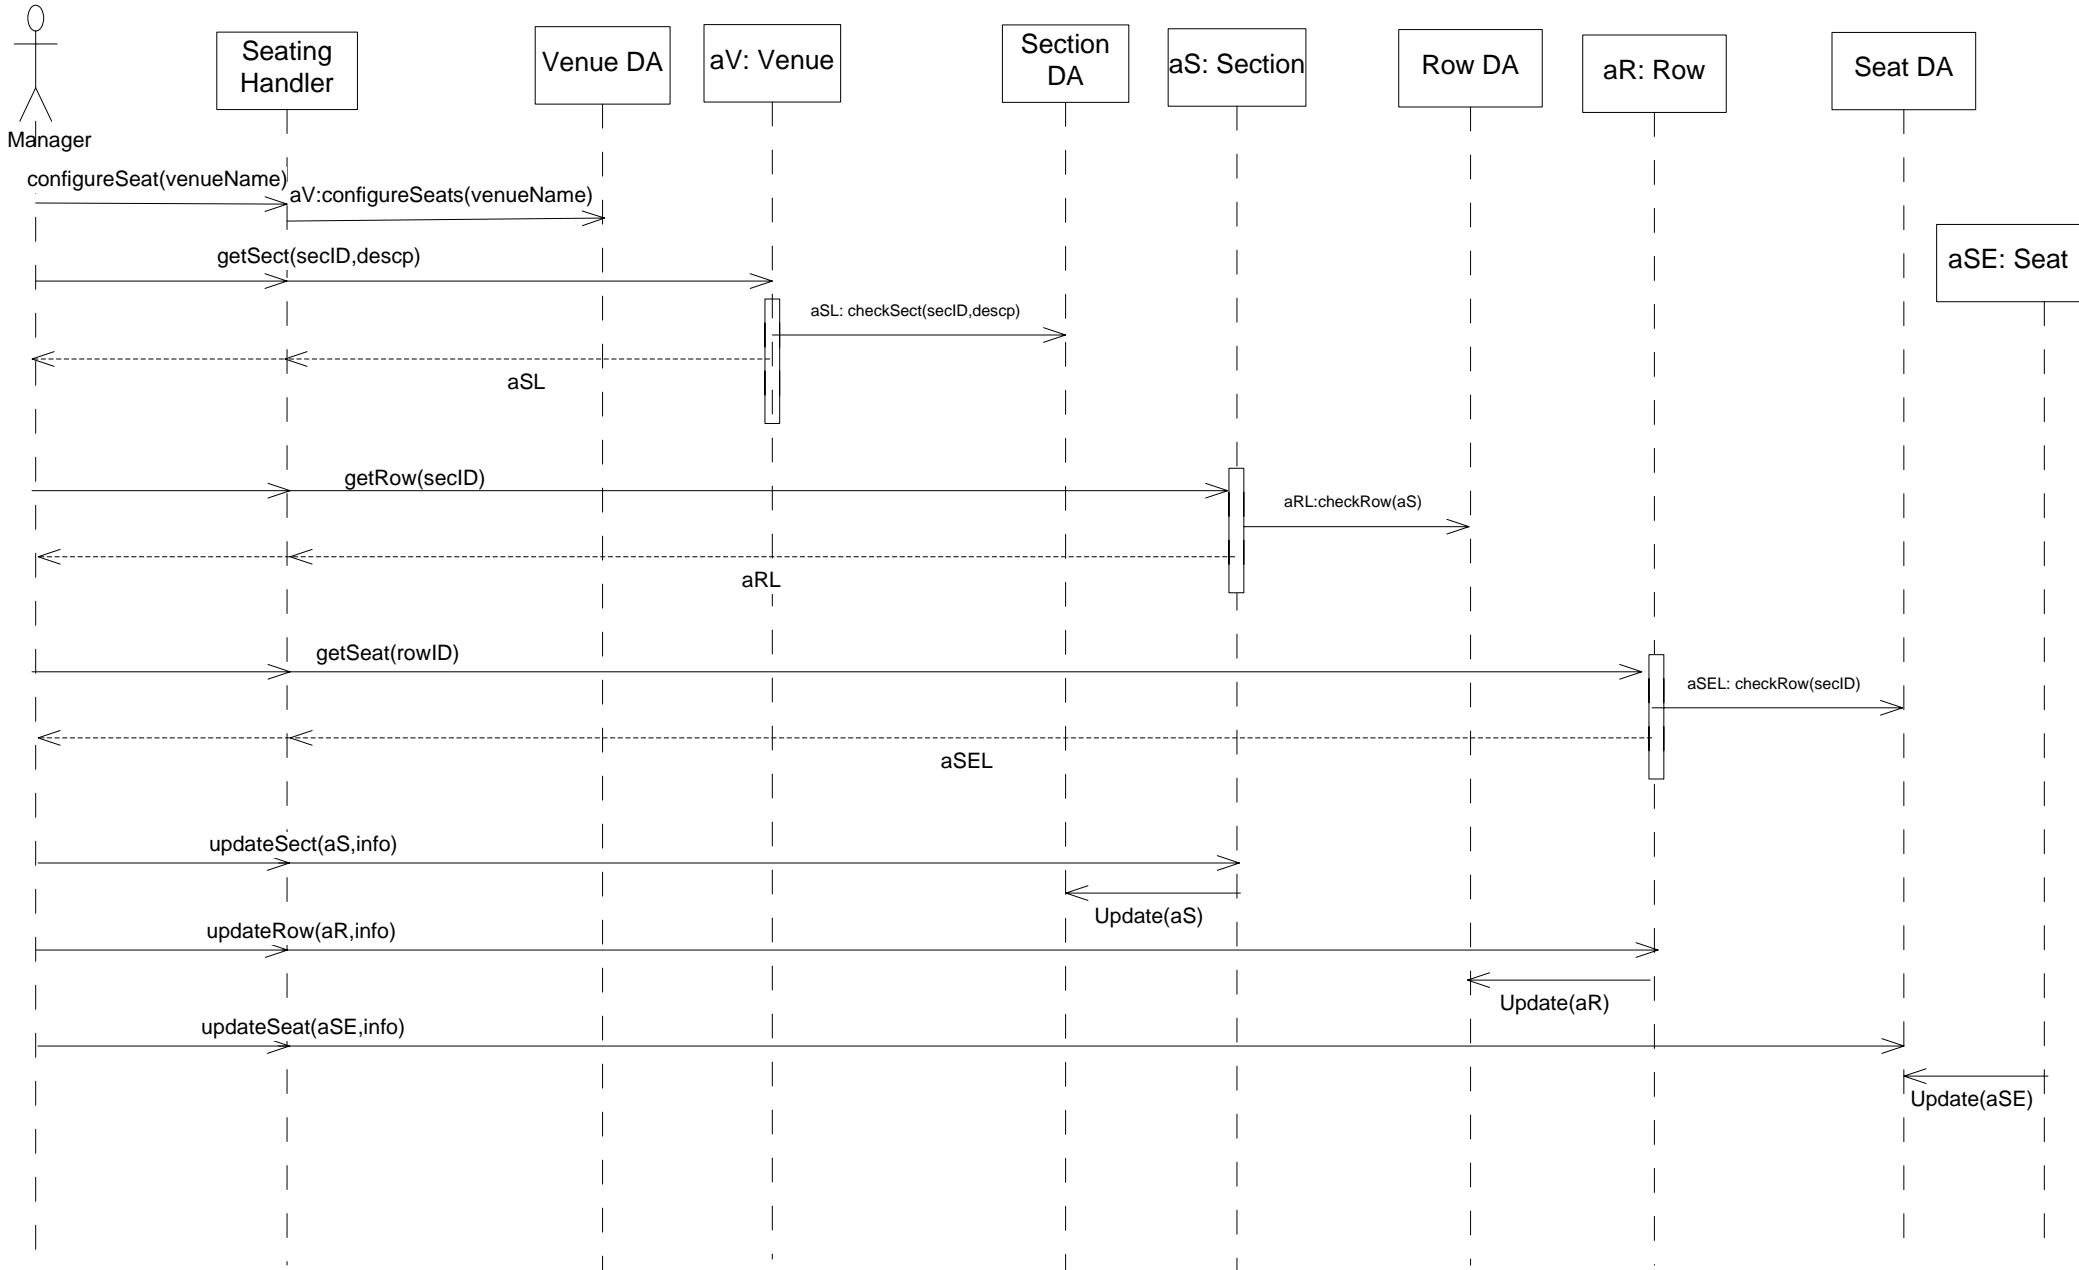 Seating
Handler
Venue DA
aV: Venue
Section
DA
aS: Section
Row DA
aR: Row
Seat DA
Manager
configureSeat(venueName)
aV:configureSeats(venueName)
getSect(secID,descp)
aSE: Seat
aSL: checkSect(secID,descp)
aSL
getRow(secID)
aRL:checkRow(aS)
aRL
getSeat(rowID)
aSEL: checkRow(secID)
aSEL
updateSect(aS,info)
Update(aS)
updateRow(aR,info)
Update(aR)
updateSeat(aSE,info)
Update(aSE)